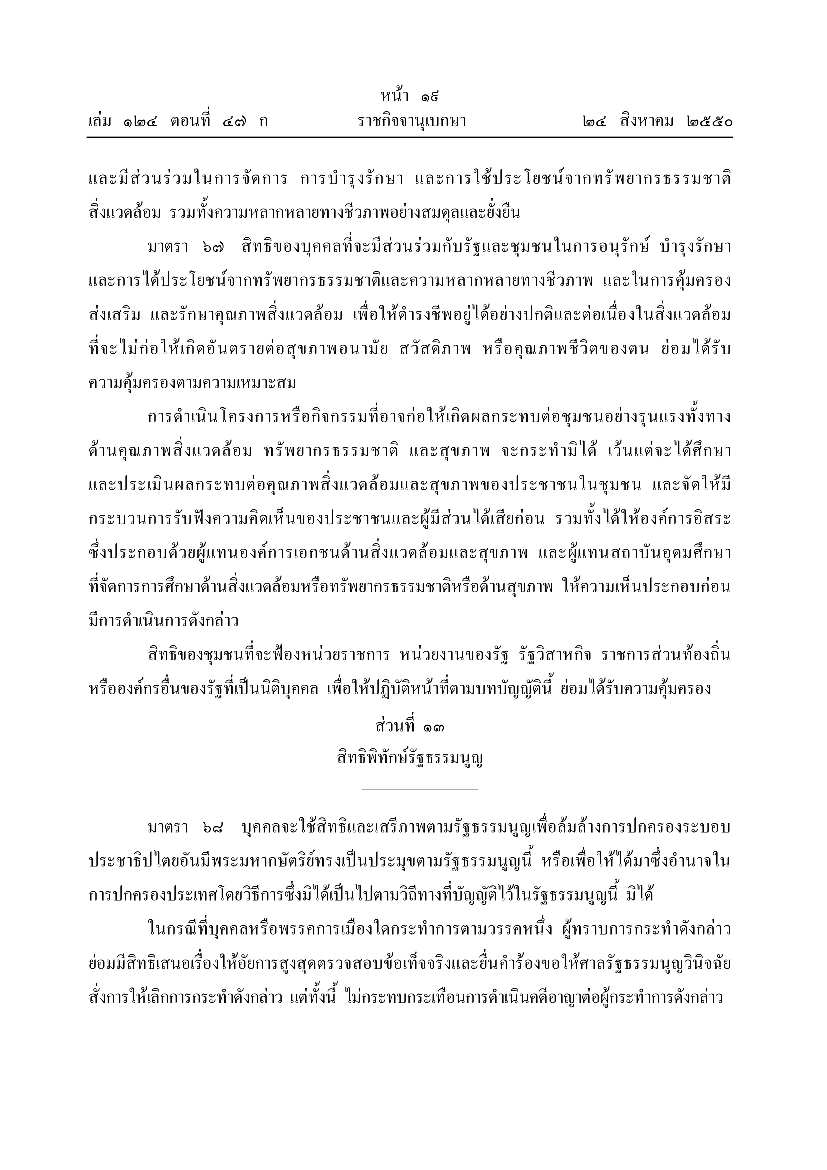 หน้า ๑๙
เล่ม ๑๒๔ ตอนที่ ๔๗ ก ราชกิจจานุเบกษา ๒๔ สิงหาคม ๒๕๕๐
และมีส่วนร่วมในการจัดการ การบำรุงรักษา และการใช้ประโยชน์จากทรัพยากรธรรมชาติ
สิ่งแวดล้อม รวมทั้งความหลากหลายทางชีวภาพอย่างสมดุลและยั่งยืน
มาตรา ๖๗ สิทธิของบุคคลที่จะมีส่วนร่วมกับรัฐและชุมชนในการอนุรักษ์ บำรุงรักษา
และการได้ประโยชน์จากทรัพยากรธรรมชาติและความหลากหลายทางชีวภาพ และในการคุ้มครอง
ส่งเสริม และรักษาคุณภาพสิ่งแวดล้อม เพื่อให้ดำรงชีพอยู่ได้อย่างปกติและต่อเนื่องในสิ่งแวดล้อม
ที่จะไม่ก่อให้เกิดอันตรายต่อสุขภาพอนามัย สวัสดิภาพ หรือคุณภาพชีวิตของตน ย่อมได้รับ
ความคุ้มครองตามความเหมาะสม
การดำเนินโครงการหรือกิจกรรมที่อาจก่อให้เกิดผลกระทบต่อชุมชนอย่างรุนแรงทั้งทาง
ด้านคุณภาพสิ่งแวดล้อม ทรัพยากรธรรมชาติ และสุขภาพ จะกระทำมิได้ เว้นแต่จะได้ศึกษา
และประเมินผลกระทบต่อคุณภาพสิ่งแวดล้อมและสุขภาพของประชาชนในชุมชน และจัดให้มี
กระบวนการรับฟังความคิดเห็นของประชาชนและผู้มีส่วนได้เสียก่อน รวมทั้งได้ให้องค์การอิสระ
ซึ่งประกอบด้วยผู้แทนองค์การเอกชนด้านสิ่งแวดล้อมและสุขภาพ และผู้แทนสถาบันอุดมศึกษา
ที่จัดการการศึกษาด้านสิ่งแวดล้อมหรือทรัพยากรธรรมชาติหรือด้านสุขภาพ ให้ความเห็นประกอบก่อน
มีการดำเนินการดังกล่าว
สิทธิของชุมชนที่จะฟ้องหน่วยราชการ หน่วยงานของรัฐ รัฐวิสาหกิจ ราชการส่วนท้องถิ่น
หรือองค์กรอื่นของรัฐที่เป็นนิติบุคคล เพื่อให้ปฏิบัติหน้าที่ตามบทบัญญัตินี้ ย่อมได้รับความคุ้มครอง
ส่วนที่ ๑๓
สิทธิพิทักษ์รัฐธรรมนูญ
มาตรา ๖๘ บุคคลจะใช้สิทธิและเสรีภาพตามรัฐธรรมนูญเพื่อล้มล้างการปกครองระบอบ
ประชาธิปไตยอันมีพระมหากษัตริย์ทรงเป็นประมุขตามรัฐธรรมนูญนี้ หรือเพื่อให้ได้มาซึ่งอำนาจใน
การปกครองประเทศโดยวิธีการซึ่งมิได้เป็นไปตามวิถีทางที่บัญญัติไว้ในรัฐธรรมนูญนี้ มิได้
ในกรณีที่บุคคลหรือพรรคการเมืองใดกระทำการตามวรรคหนึ่ง ผู้ทราบการกระทำดังกล่าว
ย่อมมีสิทธิเสนอเรื่องให้อัยการสูงสุดตรวจสอบข้อเท็จจริงและยื่นคำร้องขอให้ศาลรัฐธรรมนูญวินิจฉัย
สั่งการให้เลิกการกระทำดังกล่าว แต่ทั้งนี้ ไม่กระทบกระเทือนการดำเนินคดีอาญาต่อผู้กระทำการดังกล่าว